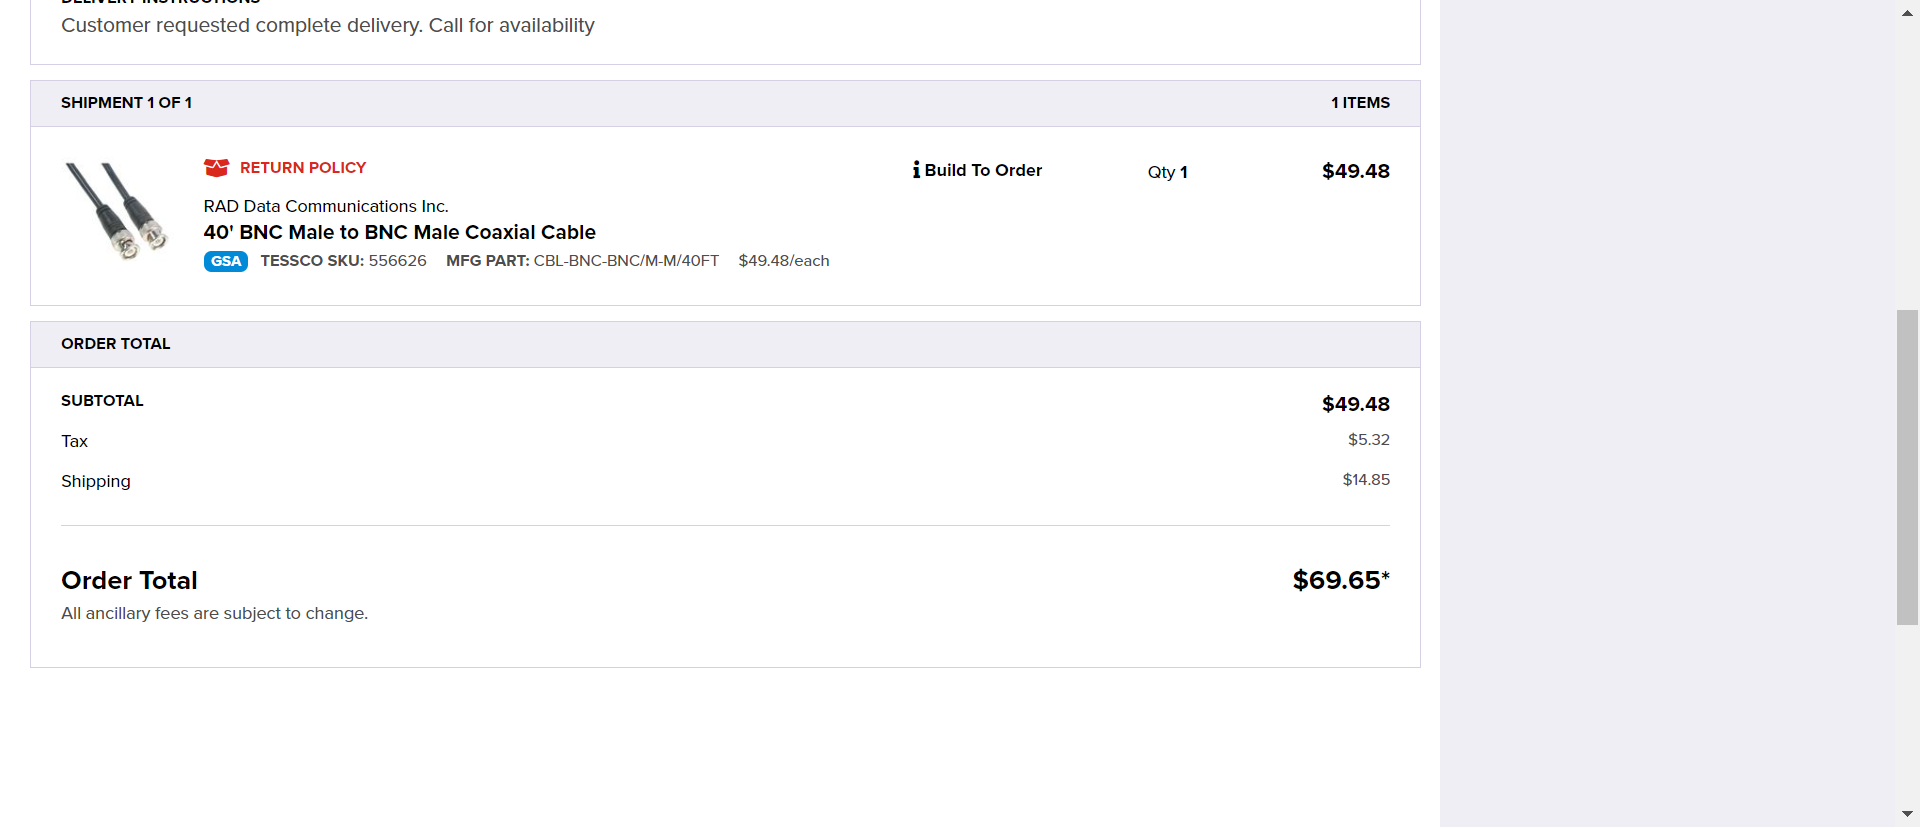 DELIVERY INSTRUCTIONS
Customer requested complete delivery. Call for availability
SHIPMENT 1 OF 1 1 ITEMS
RETURN POLICY Build To Order Qty 1 $49.48
RAD Data Communications Inc.
40' BNC Male to BNC Male Coaxial Cable
GSA TESSCO SKU: 556626 MFG PART: CBL-BNC-BNC/M-M/40FT $49.48/each
ORDER TOTAL
SUBTOTAL $49.48
Tax $5.32
Shipping $14.85
Order Total $69.65*
All ancillary fees are subject to change.